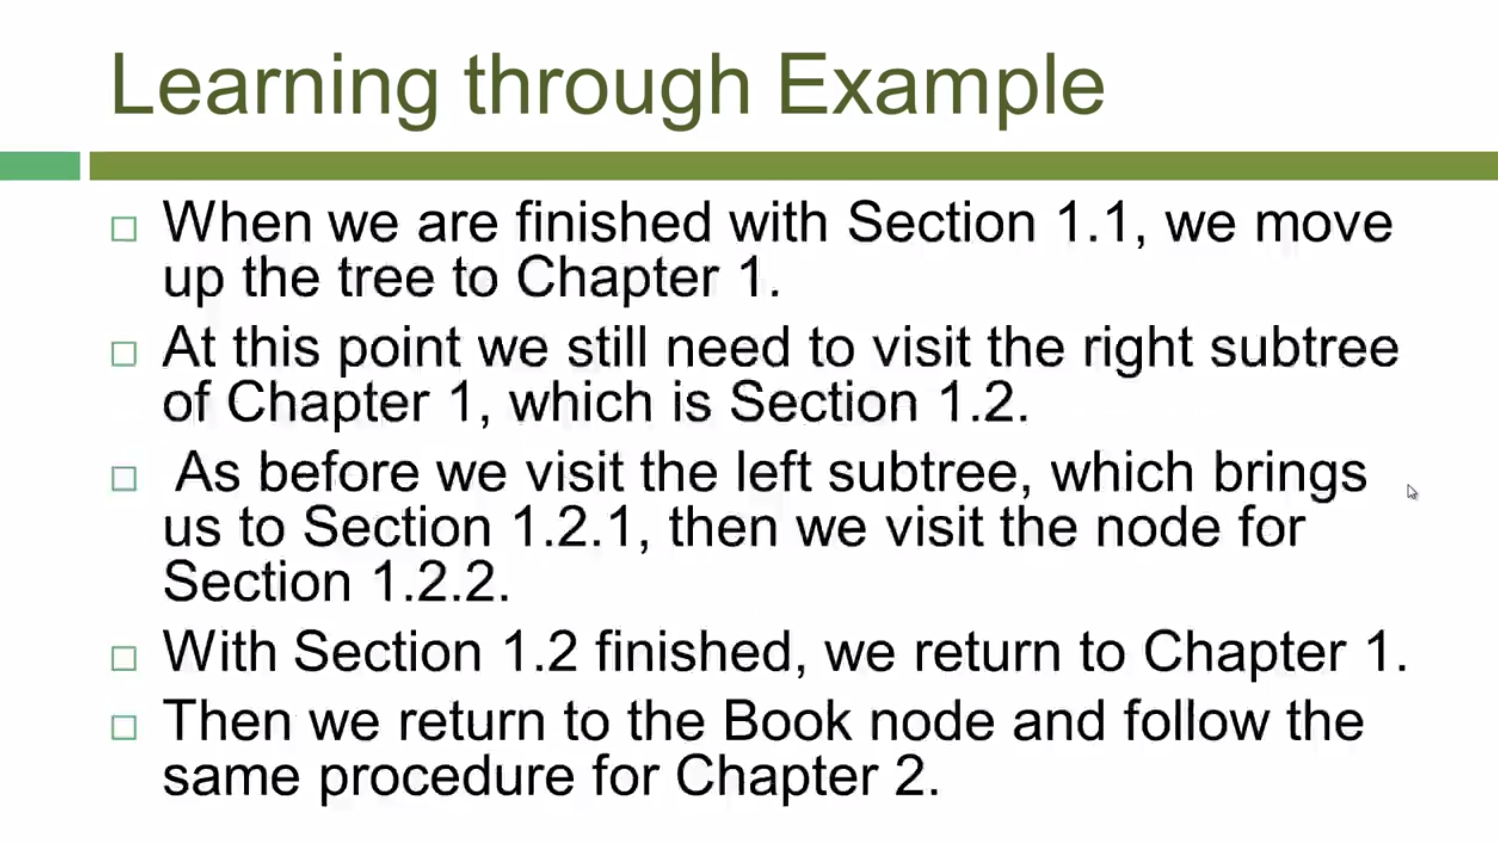 Learning through Example
When we are finished with Section 1.1, we move
up the tree to Chapter 1.
At this point we still need to visit the right subtree
of Chapter 1, which is Section 1.2.
As before we visit the left subtree, which brings
us to Section 1.2.1, then we visit the node for
Section 1.2.2.
With Section 1.2 finished, we return to Chapter 1.
Then we return to the Book node and follow the
same procedure for Chapter 2.